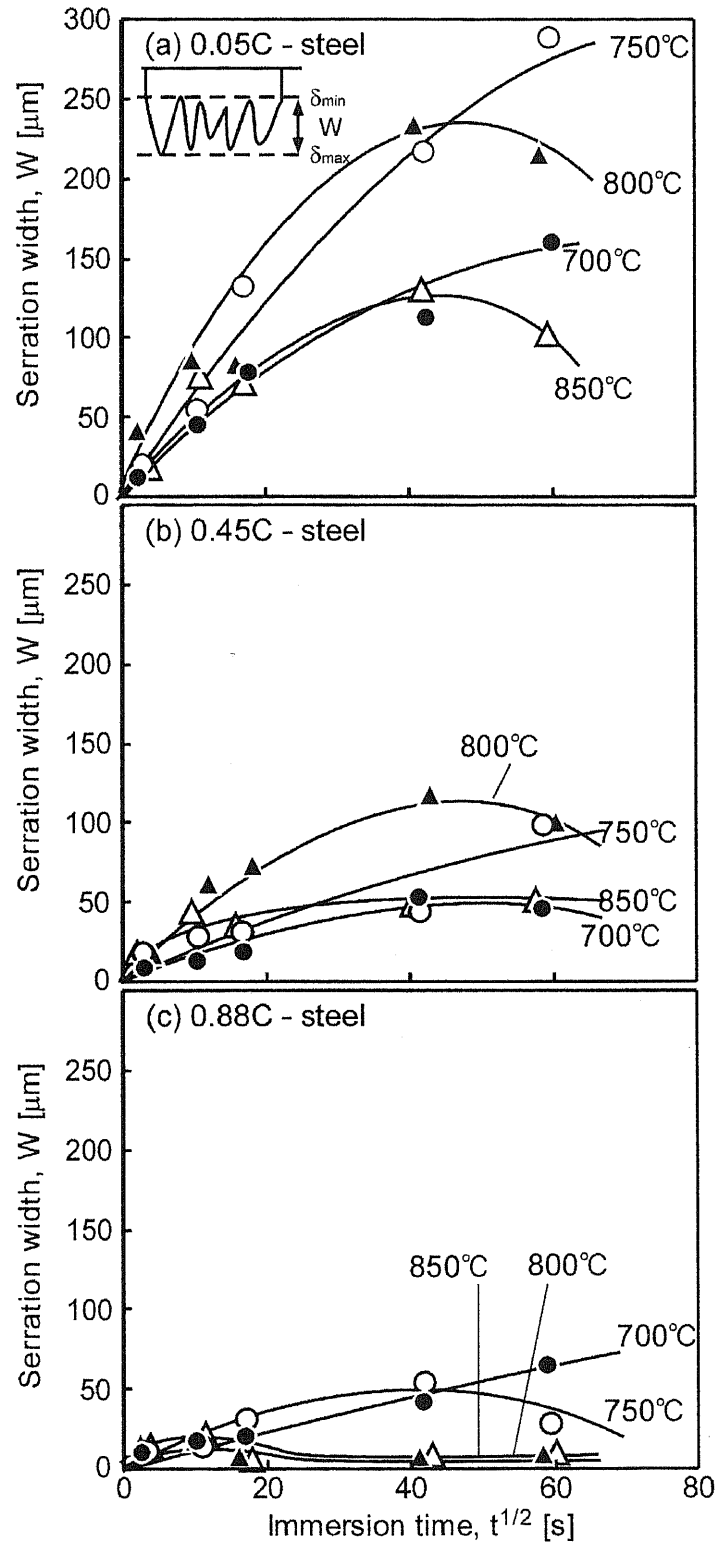 300
(a) 0.05C - steel
750℃
250
δmin
W
δmax
200
800℃
150
700℃
100
850℃
50
0
Serration width, W [μm]
(b) 0.45C - steel
250
200
150
800℃
100
750℃
50
850℃
700℃
0
Serration width, W [μm]
(c) 0.88C - steel
250
200
150
850℃ 800℃
100
700℃
50
750℃
0
Serration width, W [μm]
0 20 40 60 80
Immersion time, t1/2 [s]